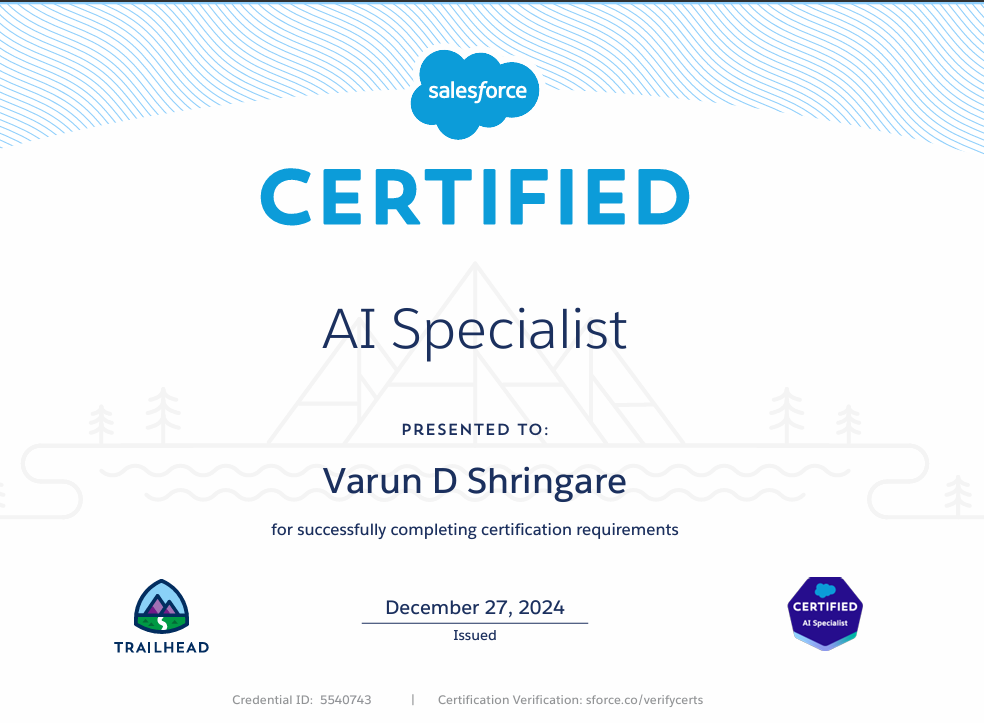 salesforce
CERTIFIED
AI Specialist
PRESENTED TO:
Varun D Shringare
for successfully completing certification requirements
December 27, 2024
Issued
TRAILHEAD
CERTIFIED
AI Specialist
Credential ID: 5540743 | Certification Verification: sforce.co/verifycerts